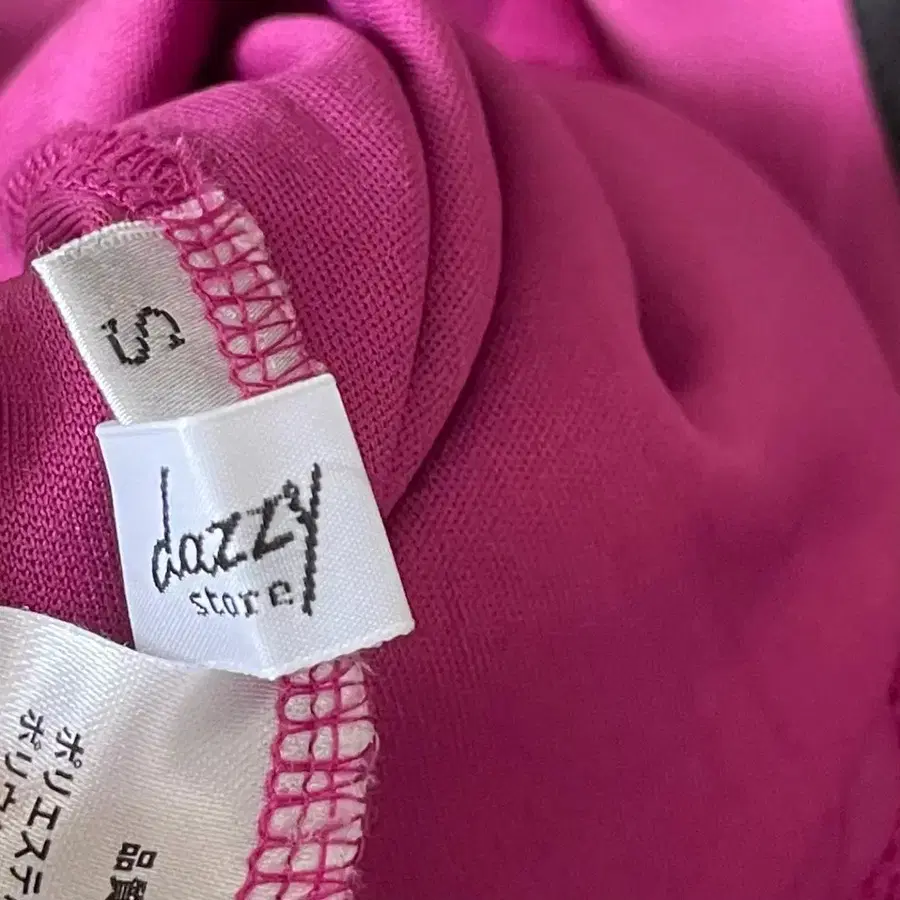 S
dazzy
store
品質
ポリエステ
ポリウ